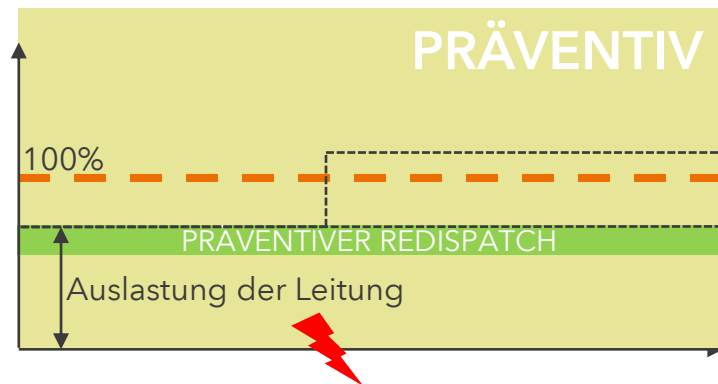 PRÄVENTIV
100%
PRÄVENTIVER REDISPATCH
Auslastung der Leitung